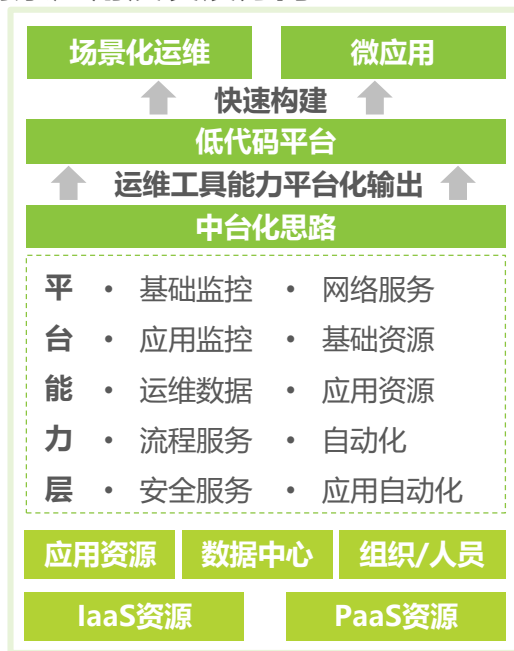 场景化运维 微应用
快速构建
低代码平台
运维工具能力平台化输出
中台化思路
平 • 基础监控 • 网络服务
台 • 应用监控 • 基础资源
能 • 运维数据 • 应用资源
力 • 流程服务 • 自动化
层 • 安全服务 • 应用自动化
应用资源 数据中心 组织/人员
IaaS资源 PaaS资源